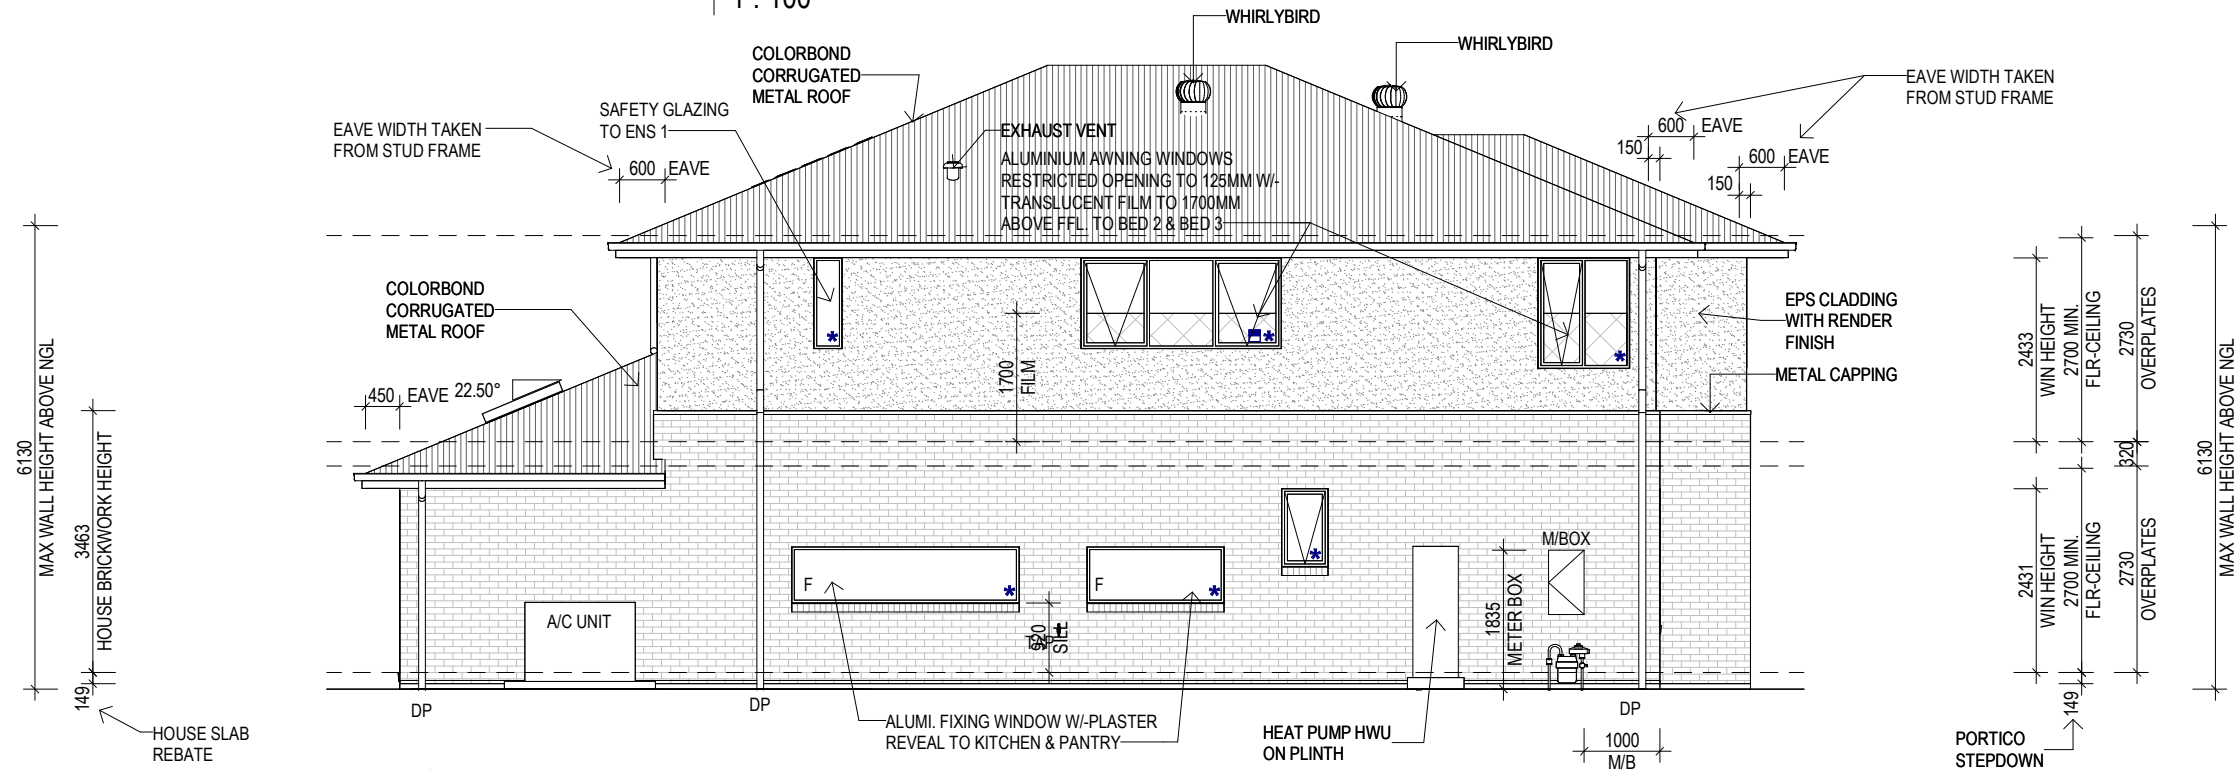 1 : 100
WHIRLYBIRD
WHIRLYBIRD
COLORBOND
CORRUGATED
METAL ROOF
EAVE WIDTH TAKEN
FROM STUD FRAME
SAFETY GLAZING
TO ENS 1
EAVE WIDTH TAKEN
FROM STUD FRAME
600 EAVE
EXHAUST VENT
ALUMINIUM AWNING WINDOWS
RESTRICTED OPENING TO 125MM W/-
TRANSLUCENT FILM TO 1700MM
ABOVE FFL. TO BED 2 & BED 3
600 EAVE
150
600 EAVE
150
COLORBOND
CORRUGATED
METAL ROOF
450 EAVE
22.50°
1700
FILM
EPS CLADDING
WITH RENDER
FINISH
METAL CAPPING
6130
MAX WALL HEIGHT ABOVE NGL
3463
HOUSE BRICKWORK HEIGHT
149
HOUSE SLAB
REBATE
2433
WIN HEIGHT
2700 MIN.
FLR-CEILING
2730
OVERPLATES
320
2431
WIN HEIGHT
2700 MIN.
FLR-CEILING
2730
OVERPLATES
6130
MAX WALL HEIGHT ABOVE NGL
149
PORTICO
STEPDOWN
A/C UNIT
F
F
920
SILL
1835
METER BOX
M/BOX
DP
DP
DP
ALUMI. FIXING WINDOW W/-PLASTER
REVEAL TO KITCHEN & PANTRY
HEAT PUMP HWU
ON PLINTH
1000
M/B